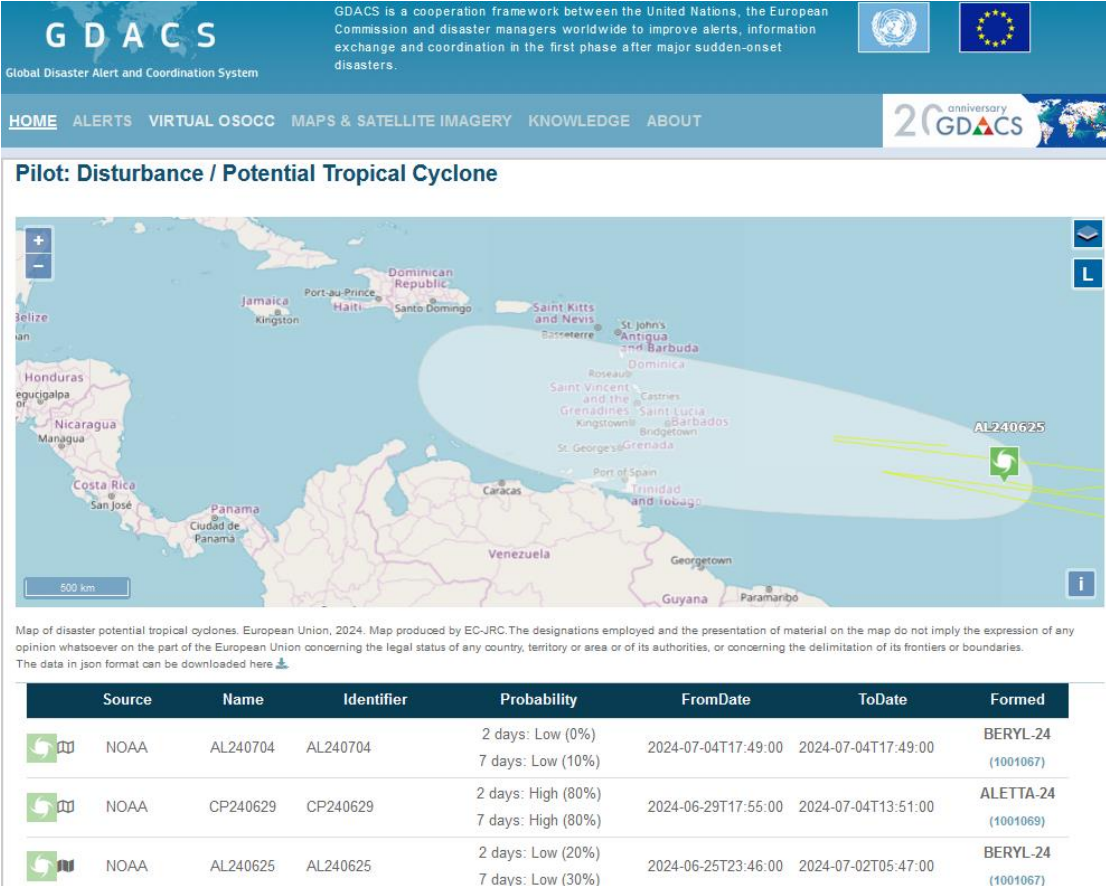 GDACS
Global Disaster Alert and Coordination System
GDACS is a cooperation framework between the United Nations, the European
Commission and disaster managers worldwide to improve alerts, information
exchange and coordination in the first phase after major sudden-onset
disasters.
HOME ALERTS VIRTUAL OSOCC MAPS & SATELLITE IMAGERY KNOWLEDGE ABOUT
20 anniversary
GDACS
Pilot: Disturbance / Potential Tropical Cyclone
+
−
L
Dominican
Republic
Port-au-Prince
Haiti
Santo Domingo
Jamaica
Kingston
Belize
Saint Kitts
and Nevis
Basseterre
St. John's
Antigua
and Barbuda
Dominica
Roseau
Honduras
Saint Vincent
and the
Grenadines
Castries
Saint Lucia
Kingstown
Barbados
Bridgetown
Nicaragua
Managua
St. George's
Grenada
AL240625
Port of Spain
Trinidad
and Tobago
Costa Rica
San José
Panama
Ciudad de
Panamá
Caracas
Venezuela
Georgetown
Guyana
Paramaribo
500 km
i
Map of disaster potential tropical cyclones. European Union, 2024. Map produced by EC-JRC.The designations employed and the presentation of material on the map do not imply the expression of any
opinion whatsoever on the part of the European Union concerning the legal status of any country, territory or area or of its authorities, or concerning the delimitation of its frontiers or boundaries.
The data in json format can be downloaded here
Source Name Identifier Probability FromDate ToDate Formed
NOAA AL240704 AL240704 2 days: Low (0%) 2024-07-04T17:49:00 2024-07-04T17:49:00 BERYL-24
7 days: Low (10%) (1001067)
NOAA CP240629 CP240629 2 days: High (80%) 2024-06-29T17:55:00 2024-07-04T13:51:00 ALETTA-24
7 days: High (80%) (1001069)
NOAA AL240625 AL240625 2 days: Low (20%) 2024-06-25T23:46:00 2024-07-02T05:47:00 BERYL-24
7 days: Low (30%) (1001067)